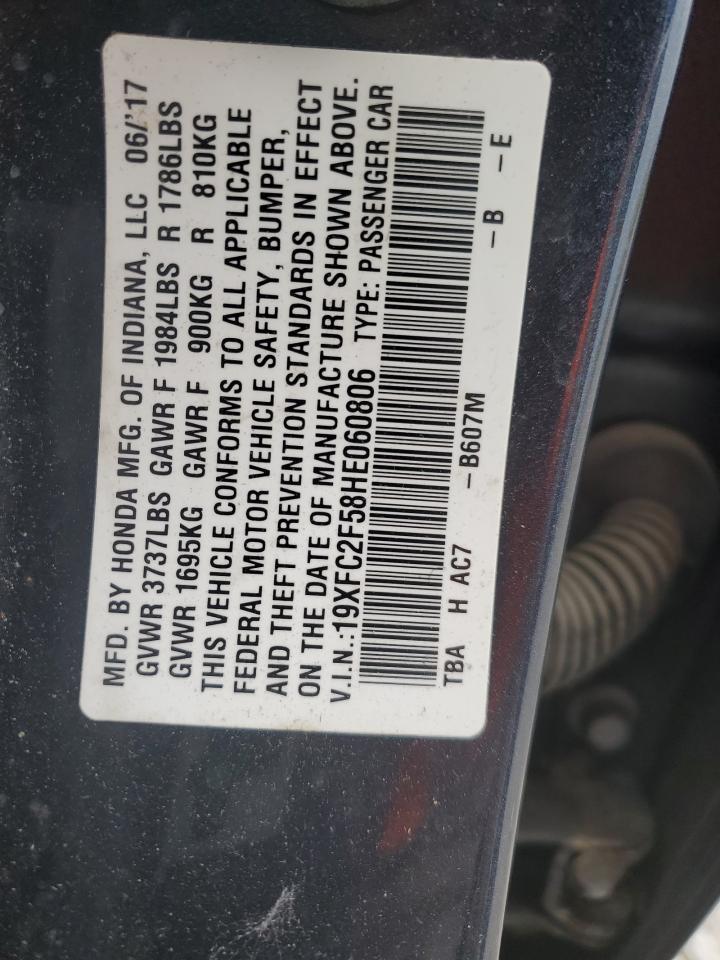 MFD. BY HONDA MFG. OF INDIANA, LLC 06/'17
GVWR 3737LBS GAWR F 1984LBS R 1786LBS
GVWR 1695KG GAWR F 900KG R 810KG
THIS VEHICLE CONFORMS TO ALL APPLICABLE
FEDERAL MOTOR VEHICLE SAFETY, BUMPER,
AND THEFT PREVENTION STANDARDS IN EFFECT
ON THE DATE OF MANUFACTURE SHOWN ABOVE.
V.I.N.:19XFC2F58HE060806 TYPE: PASSENGER CAR
TBA H AC7 –B607M –B –E